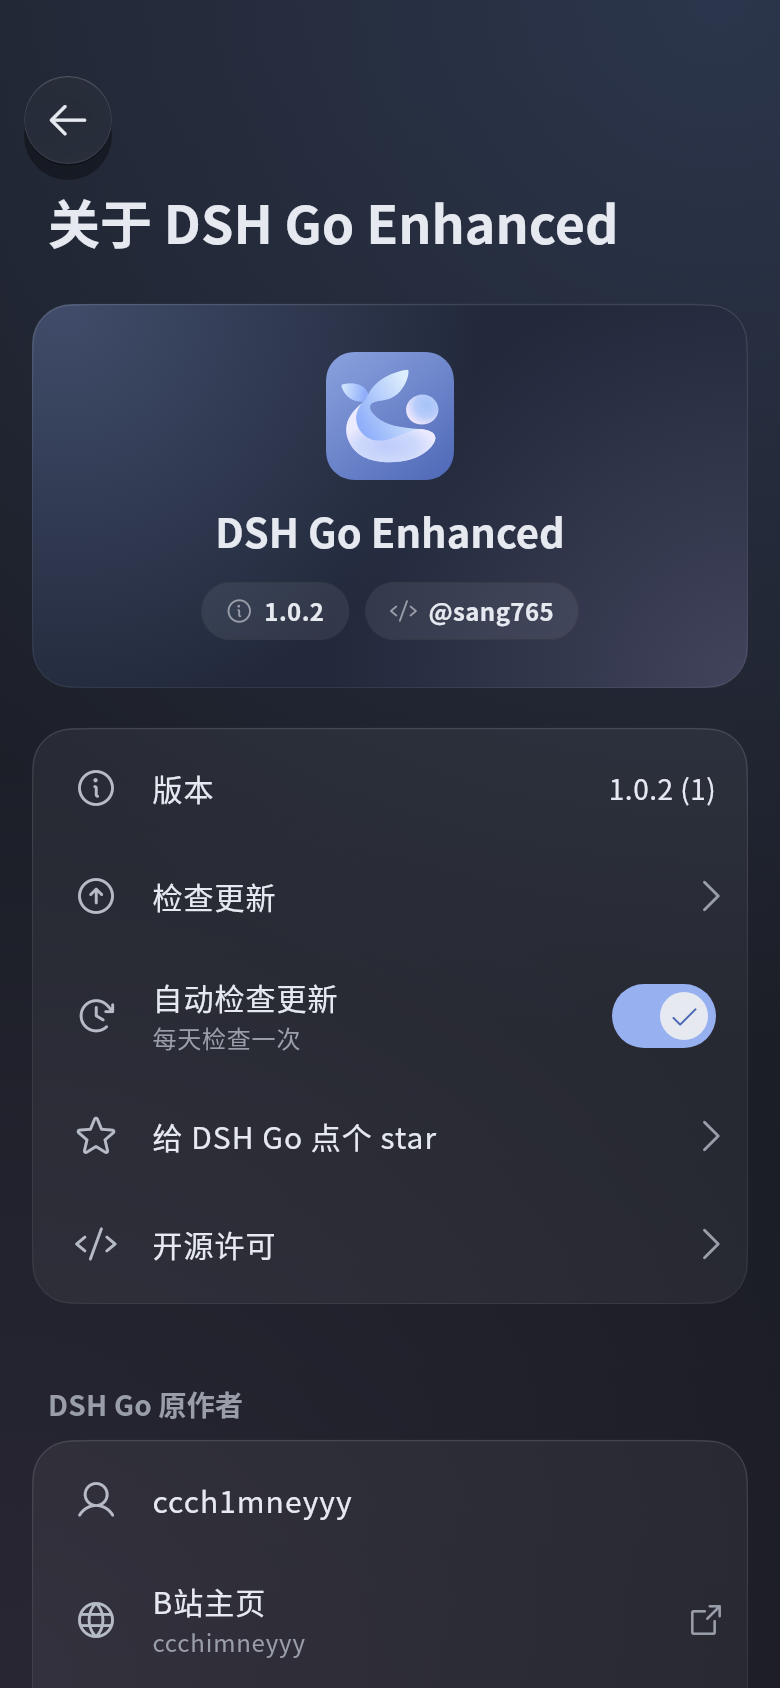 关于 DSH Go Enhanced
DSH Go Enhanced
1.0.2
@sang765
版本
1.0.2 (1)
检查更新
自动检查更新
每天检查一次
给 DSH Go 点个 star
开源许可
DSH Go 原作者
ccch1mneyyy
B站主页
ccchimneyyy